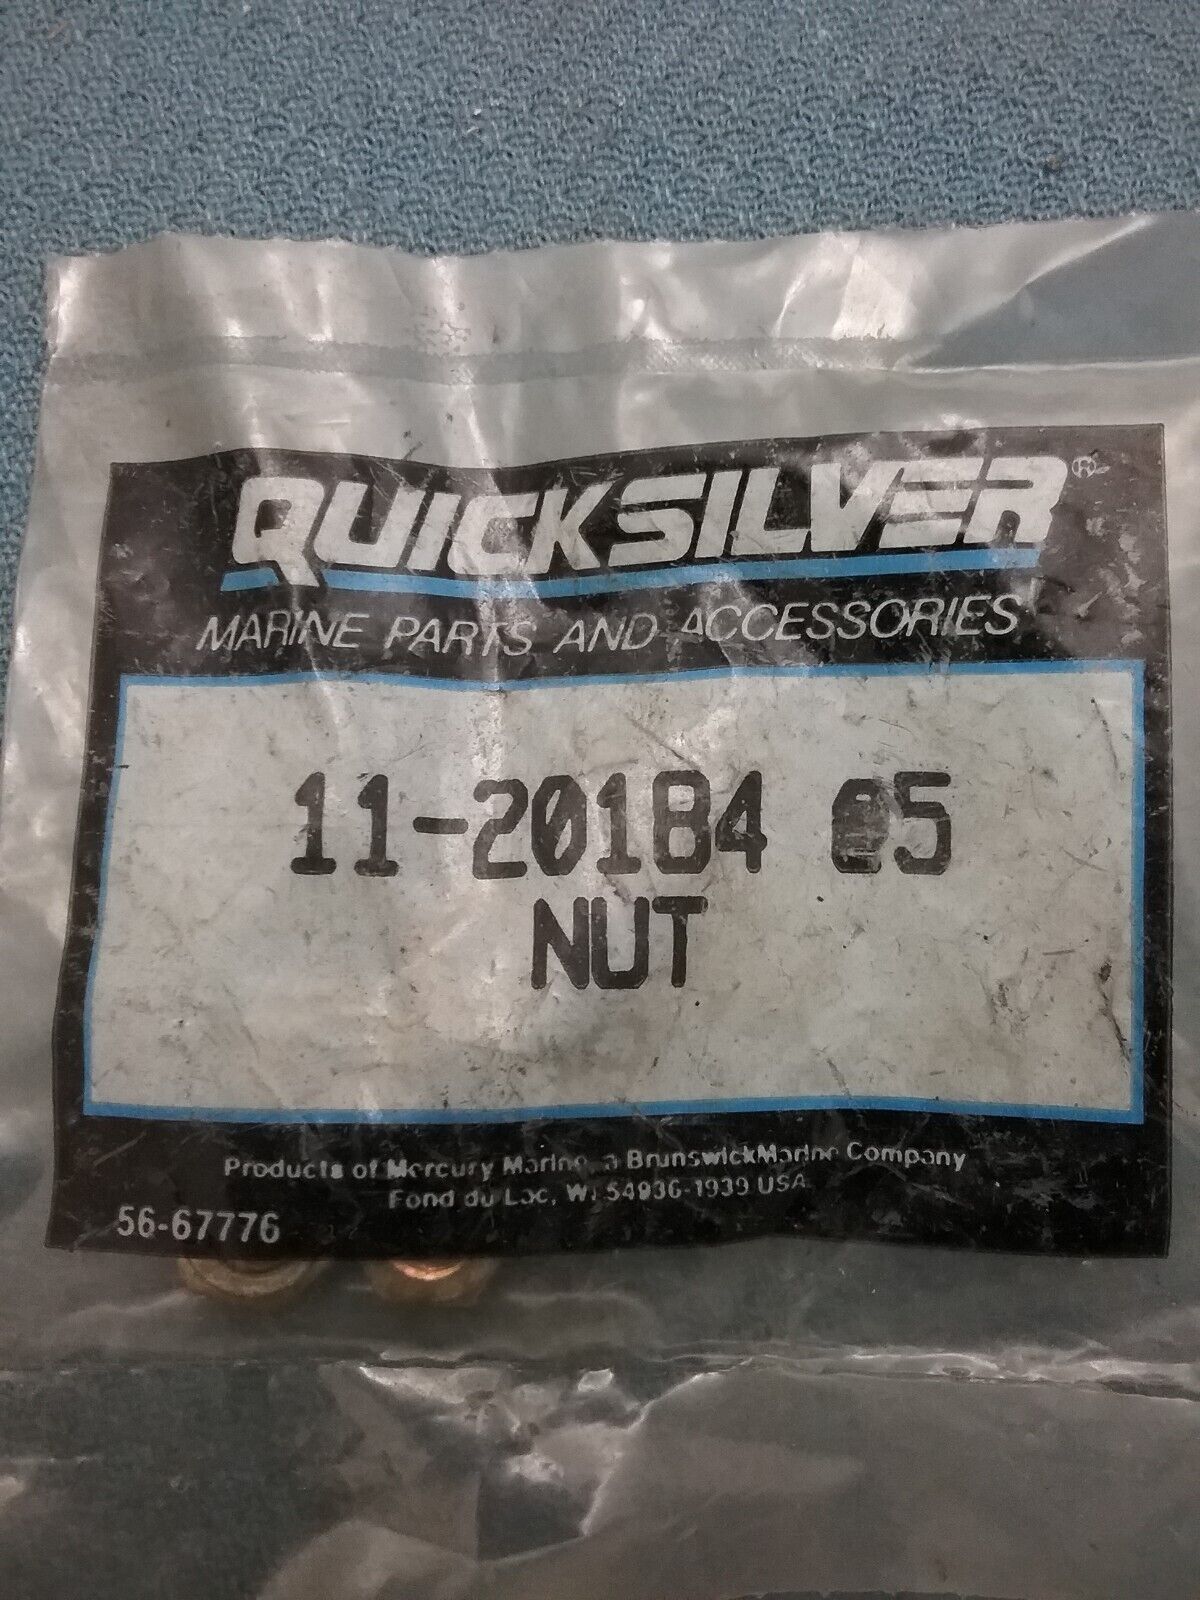 QUICKSILVER®
MARINE PARTS AND ACCESSORIES
11-20184 @5
NUT
Products of Mercury Marine, a Brunswick Marine Company
Fond du Lac, WI 54936-1939 USA
56-67776